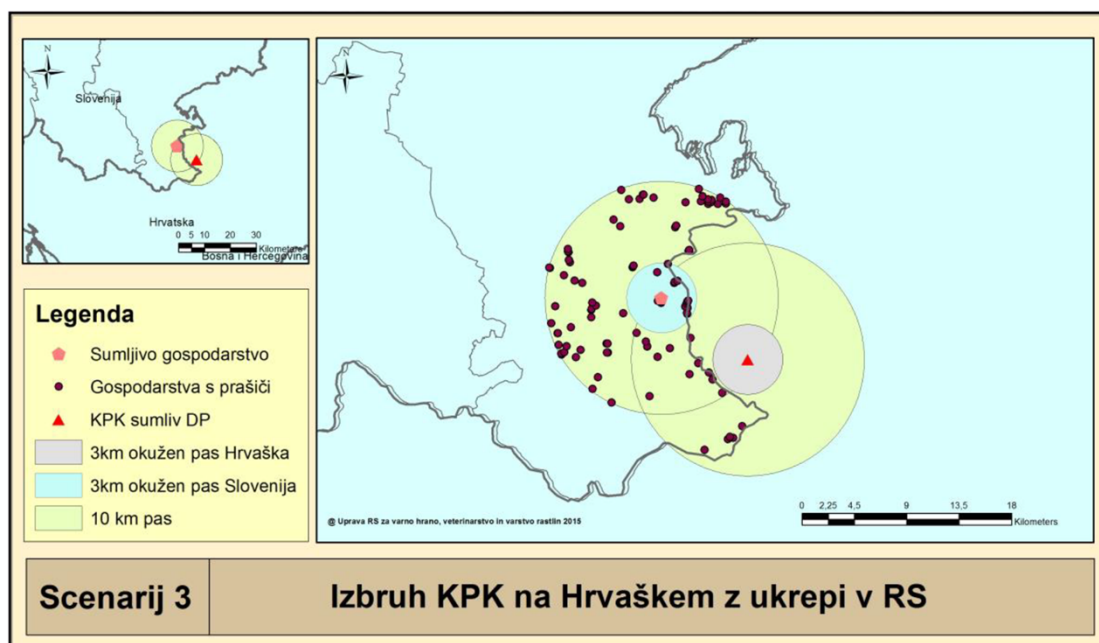 N
Slovenija
Hrvatska
0 5 10 20 30
Kilometers
Bosna i Hercegovina
Legenda
Sumljivo gospodarstvo
Gospodarstva s prašiči
KPK sumliv DP
3km okužen pas Hrvaška
3km okužen pas Slovenija
10 km pas
N
@ Uprava RS za varno hrano, veterinarstvo in varstvo rastlin 2015
0 2,25 4,5 9 13,5 18
Kilometers
Scenarij 3
Izbruh KPK na Hrvaškem z ukrepi v RS